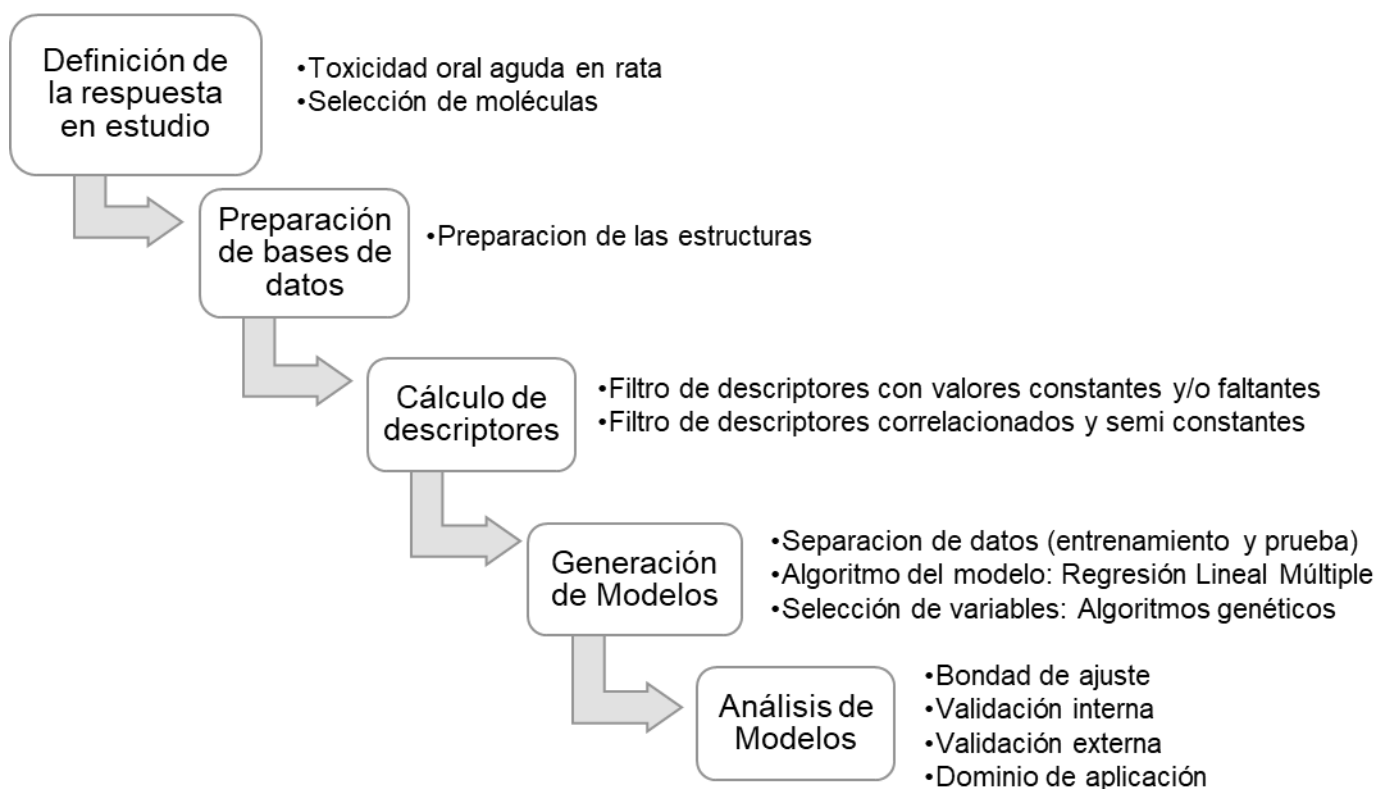 Definición de
la respuesta
en estudio
•Toxicidad oral aguda en rata
•Selección de moléculas
Preparación
de bases de
datos
•Preparacion de las estructuras
Cálculo de
descriptores
•Filtro de descriptores con valores constantes y/o faltantes
•Filtro de descriptores correlacionados y semi constantes
Generación
de Modelos
•Separacion de datos (entrenamiento y prueba)
•Algoritmo del modelo: Regresión Lineal Múltiple
•Selección de variables: Algoritmos genéticos
Análisis de
Modelos
•Bondad de ajuste
•Validación interna
•Validación externa
•Dominio de aplicación